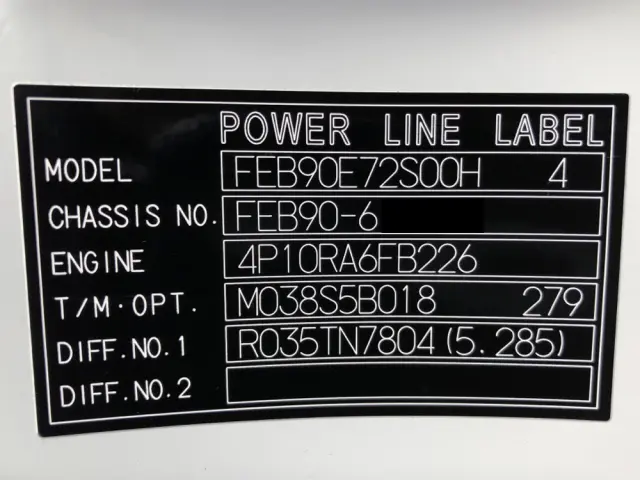 POWER LINE LABEL
MODEL FEB90E72S00H 4
CHASSIS NO. FEB90-6
ENGINE 4P10RA6FB226
T/M·OPT. M038S5B018 279
DIFF.NO.1 R035TN7804(5.285)
DIFF.NO.2